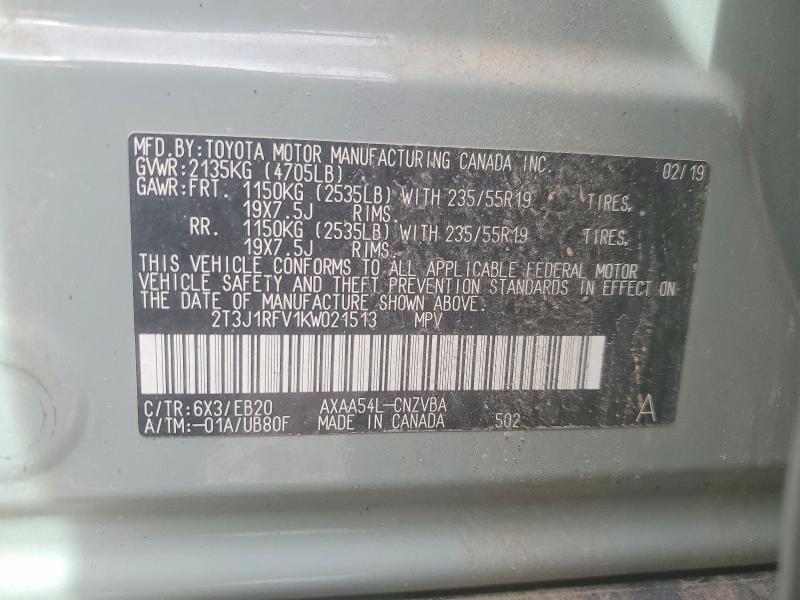 MFD. BY: TOYOTA MOTOR MANUFACTURING CANADA INC. 02/19
GVWR: 2135KG (4705LB)
GAWR: FRT. 1150KG (2535LB) WITH 235/55R19 TIRES,
19X7.5J RIMS,
RR. 1150KG (2535LB) WITH 235/55R19 TIRES,
19X7.5J RIMS,
THIS VEHICLE CONFORMS TO ALL APPLICABLE FEDERAL MOTOR
VEHICLE SAFETY AND THEFT PREVENTION STANDARDS IN EFFECT ON
THE DATE OF MANUFACTURE SHOWN ABOVE.
2T3J1RFV1KW021513 MPV
C/TR: 6X3/EB20 AXAA54L-CNZVBA A
A/TM: -01A/UB80F MADE IN CANADA 502